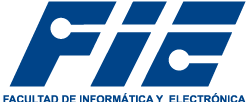 FIE
FACULTAD DE INFORMÁTICA Y ELECTRÓNICA